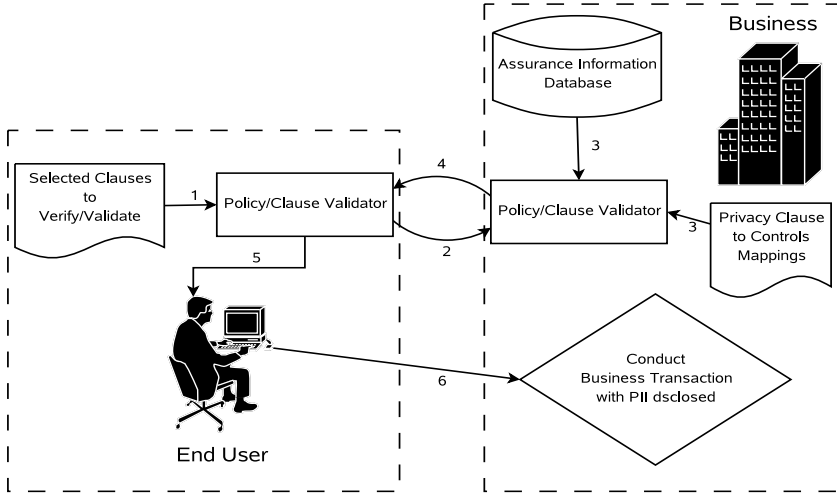 Business
Assurance Information
Database
3
4
Selected Clauses
to
Verify/Validate
1
Policy/Clause Validator
Policy/Clause Validator
2
3
Privacy Clause
to Controls
Mappings
5
6
Conduct
Business Transaction
with PII dsclosed
End User